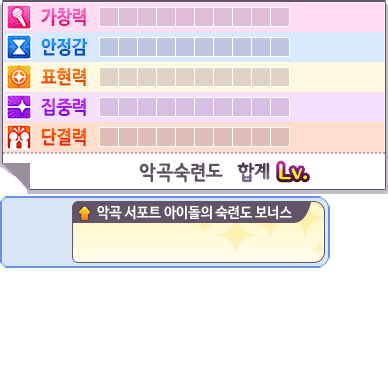 가창력
안정감
표현력
집중력
단결력
악곡숙련도 합계 Lv.
악곡 서포트 아이돌의 숙련도 보너스